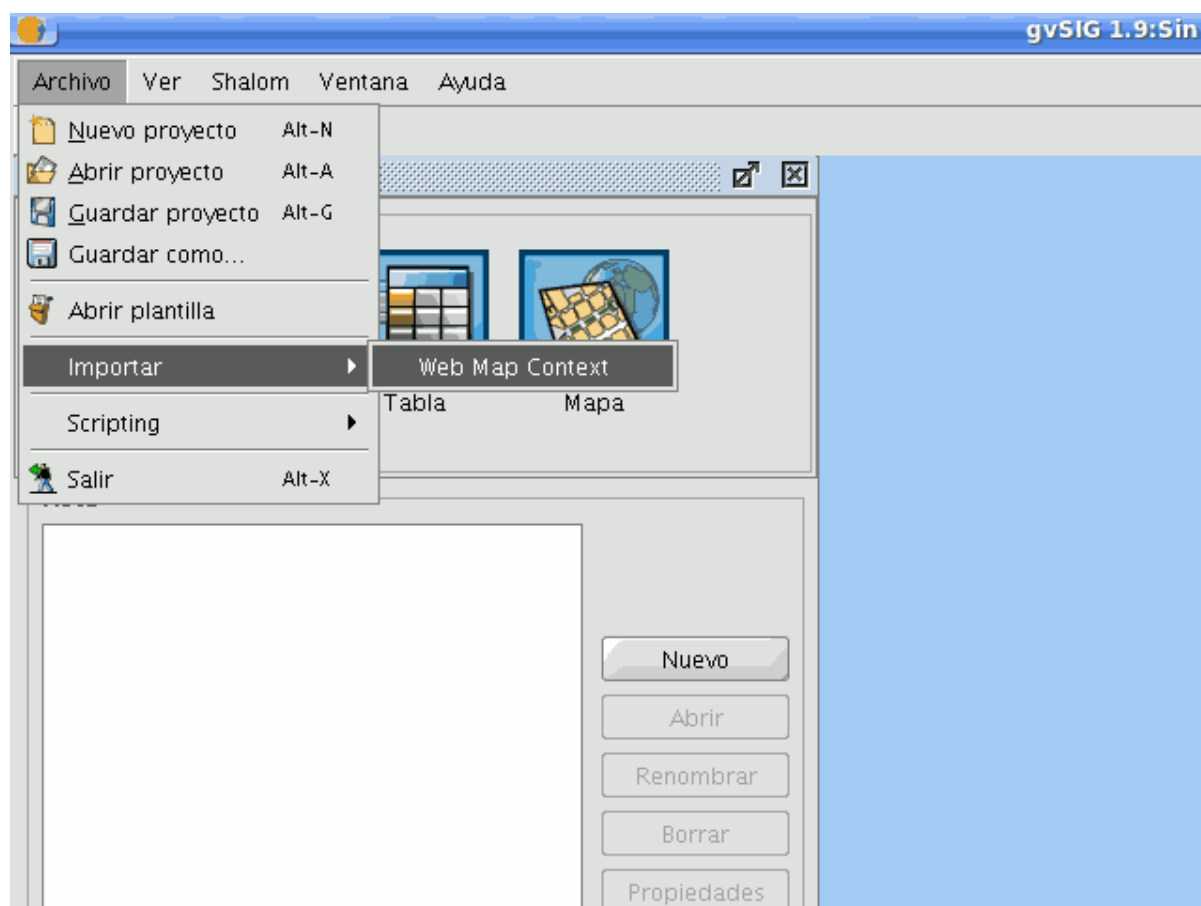 gvSIG 1.9:Sin
Archivo Ver Shalom Ventana Ayuda
Nuevo proyecto Alt-N
Abrir proyecto Alt-A
Guardar proyecto Alt-G
Guardar como...
Abrir plantilla
Importar
Web Map Context
Tabla Mapa
Scripting
Salir Alt-X
Nuevo
Abrir
Renombrar
Borrar
Propiedades